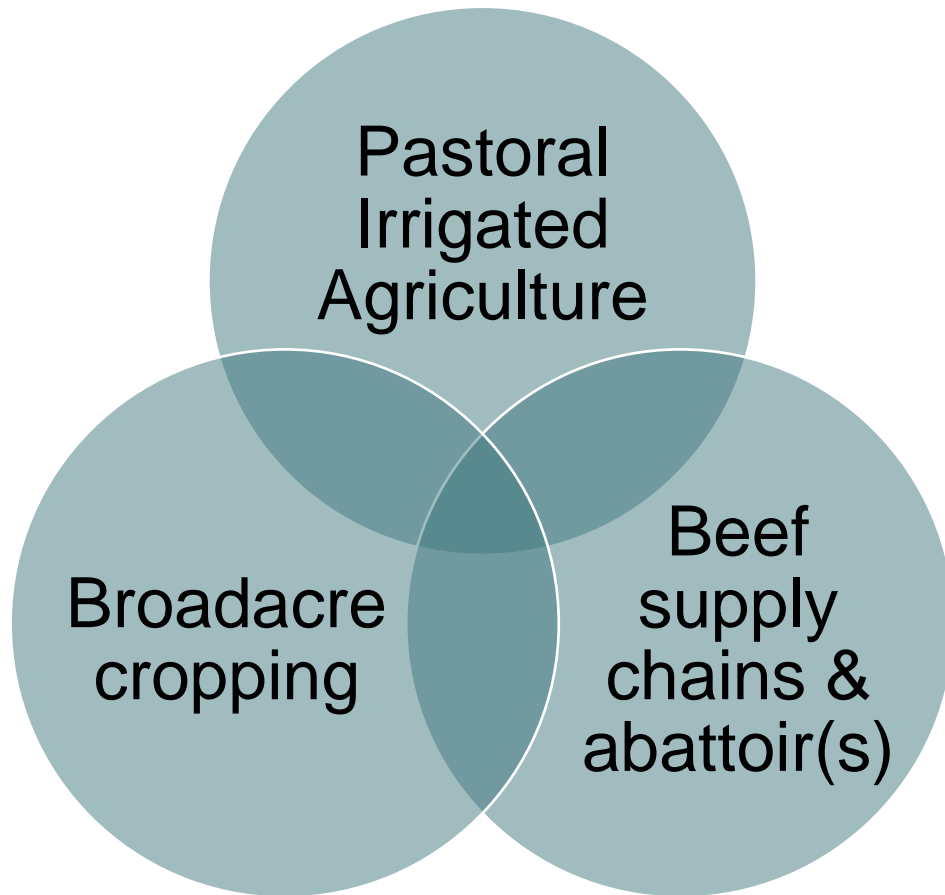 Pastoral
Irrigated
Agriculture
Broadacre
cropping
Beef
supply
chains &
abattoir(s)